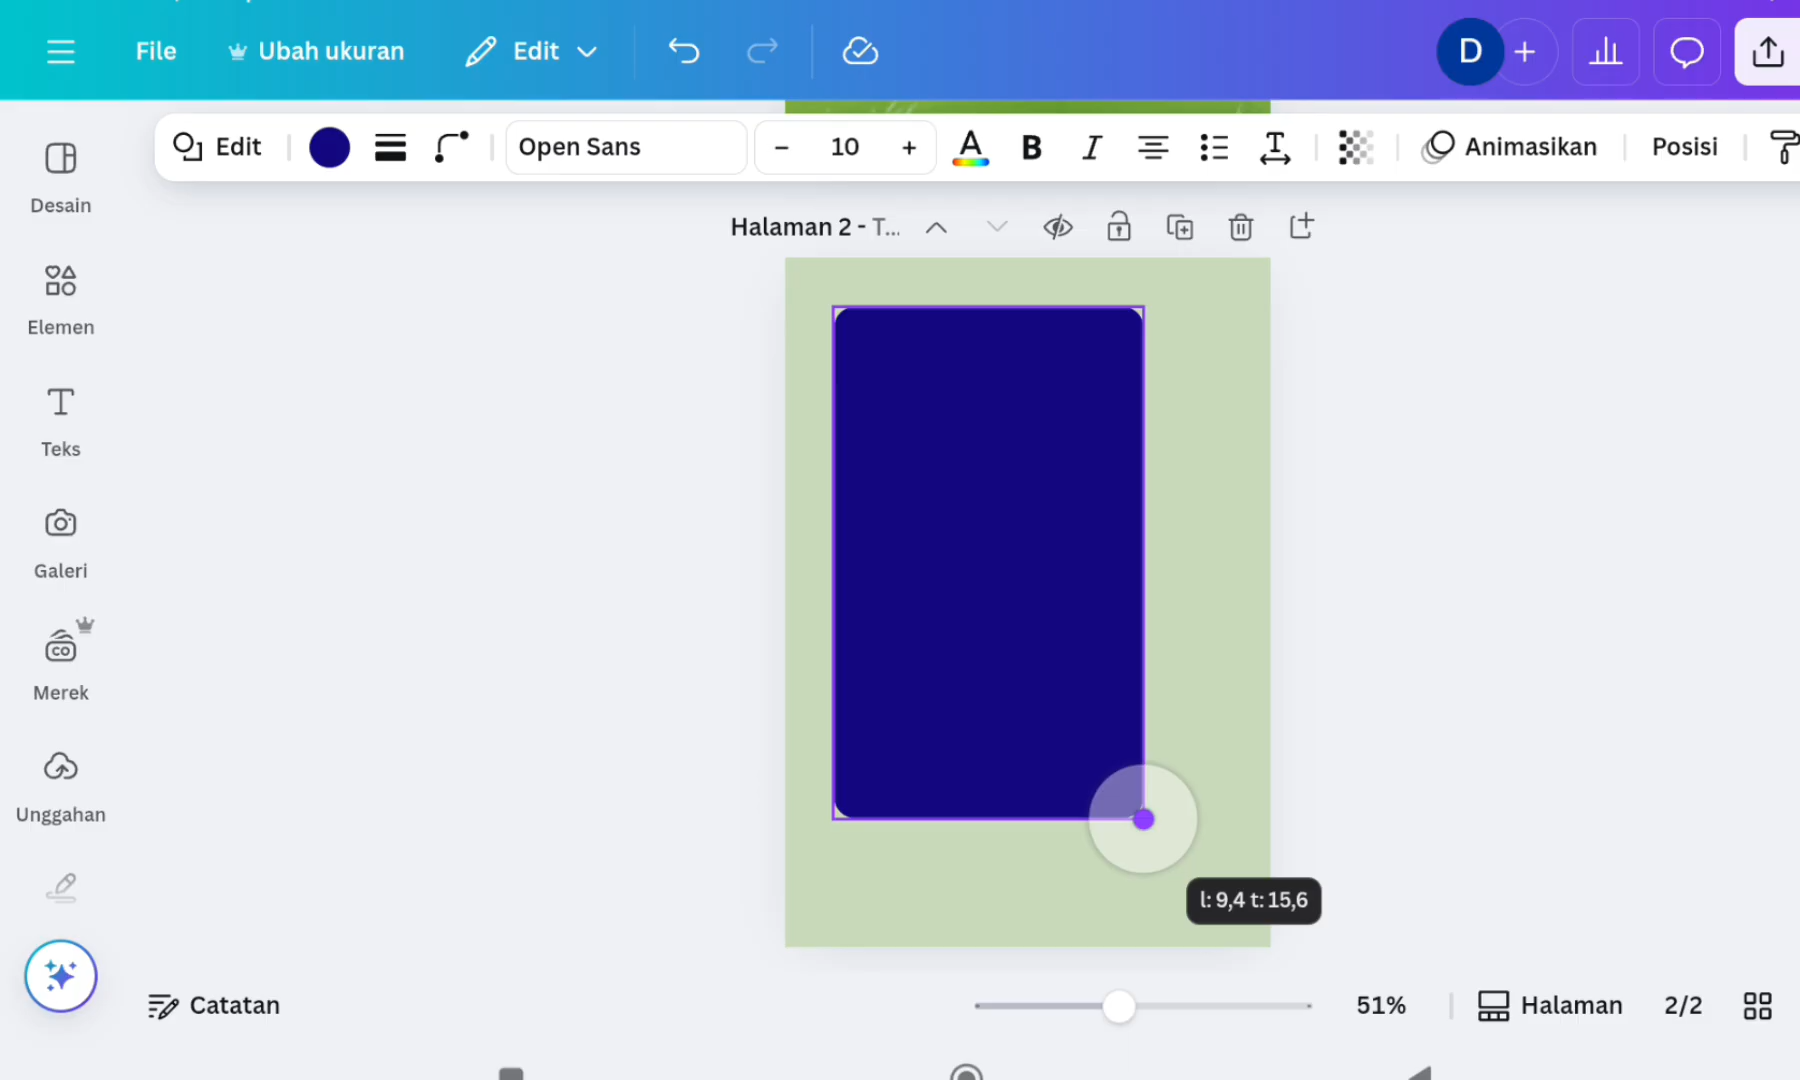 File
Ubah ukuran
Edit
D
Edit
Open Sans
10
A
B
I
T
Animasikan
Posisi
Desain
Elemen
Teks
Galeri
CO
Merek
Unggahan
Halaman 2 - T...
l: 9,4 t: 15,6
Catatan
51%
Halaman
2/2